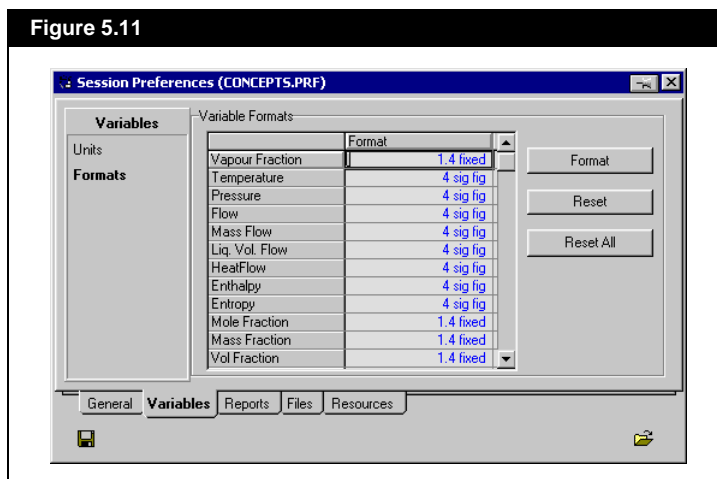 Figure 5.11
Session Preferences (CONCEPTS.PRF)
Variables
Units
Formats
Variable Formats
Format
Vapour Fraction 1.4 fixed
Temperature 4 sig fig
Pressure 4 sig fig
Flow 4 sig fig
Mass Flow 4 sig fig
Liq. Vol. Flow 4 sig fig
HeatFlow 4 sig fig
Enthalpy 4 sig fig
Entropy 4 sig fig
Mole Fraction 1.4 fixed
Mass Fraction 1.4 fixed
Vol Fraction 1.4 fixed
Format
Reset
Reset All
General Variables Reports Files Resources